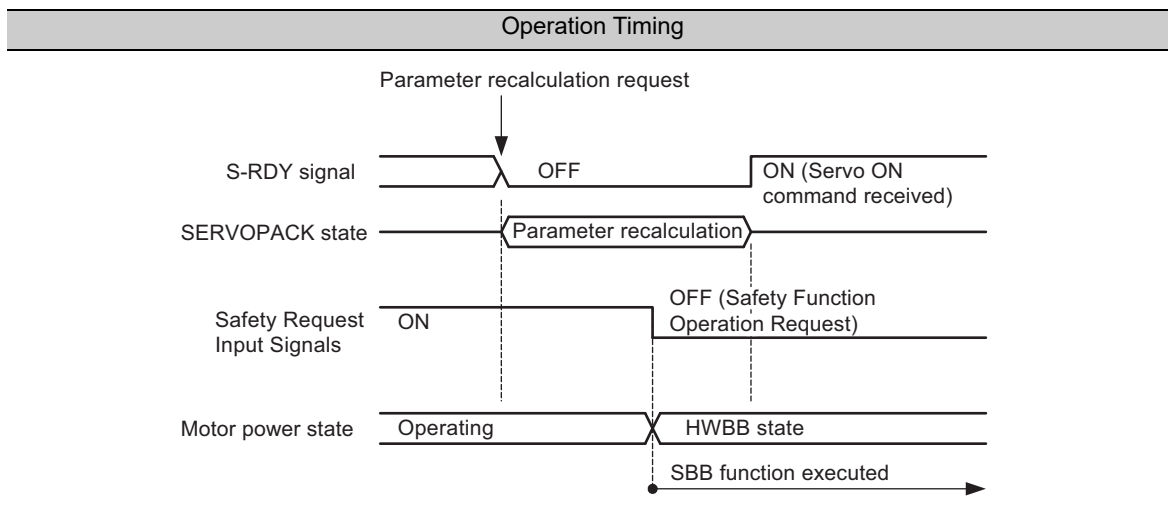 Operation Timing
Parameter recalculation request
S-RDY signal
OFF
ON (Servo ON
command received)
SERVOPACK state
Parameter recalculation
Safety Request
Input Signals
ON
OFF (Safety Function
Operation Request)
Motor power state
Operating
HWBB state
SBB function executed